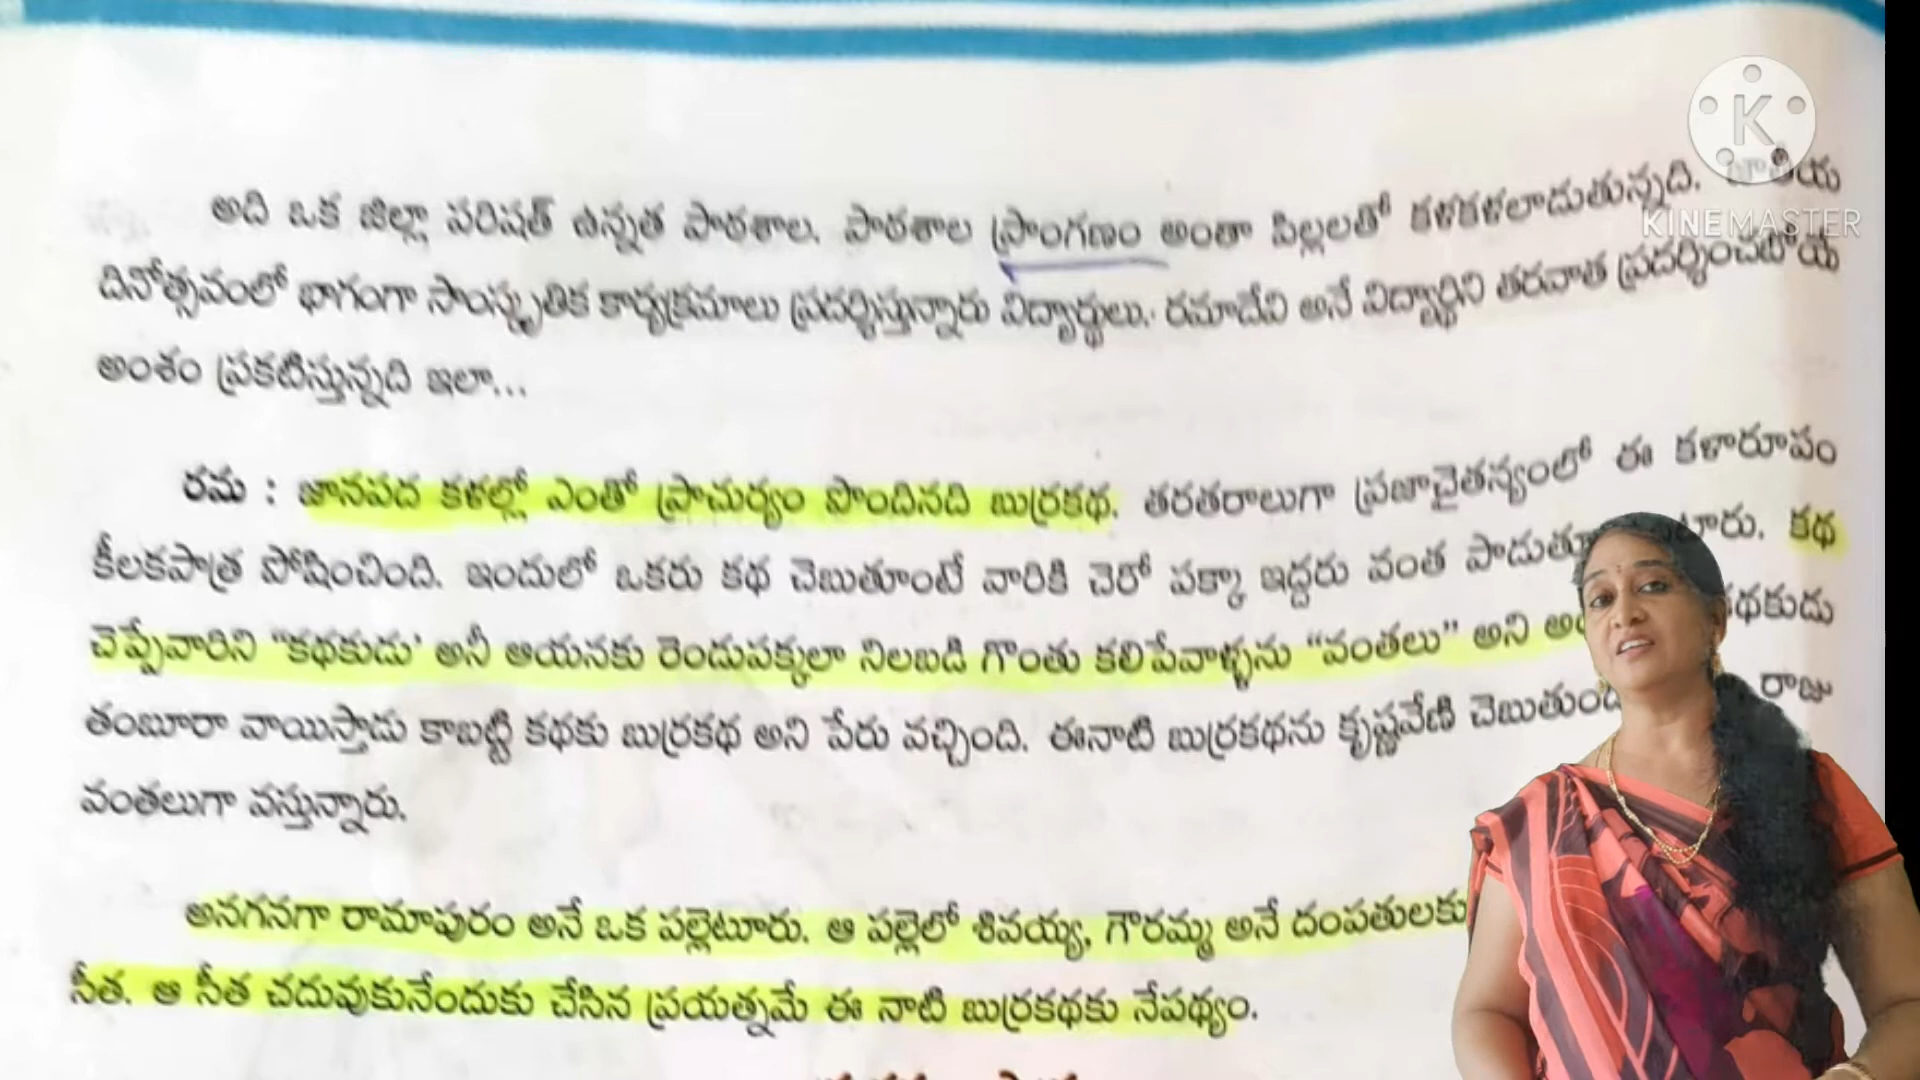 K
KINEMASTER
అది ఒక జిల్లా పరిషత్ ఉన్నత పాఠశాల. పాఠశాల ప్రాంగణం అంతా పిల్లలతో కళకళలాడుతున్నది.
దినోత్సవంలో భాగంగా సాంస్కృతిక కార్యక్రమాలు ప్రదర్శిస్తున్నారు విద్యార్థులు. రమాదేవి అనే విద్యార్థిని తరవాత ప్రదర్శించబోయే
అంశం ప్రకటిస్తున్నది ఇలా...
రమ : జానపద కళల్లో ఎంతో ప్రాచుర్యం పొందినది బుర్రకథ. తరతరాలుగా ప్రజాచైతన్యంలో ఈ కళారూపం
కీలకపాత్ర పోషించింది. ఇందులో ఒకరు కథ చెబుతూంటే వారికి చెరో పక్కా ఇద్దరు వంత పాడుతూ కథ
చెప్పేవారిని "కథకుడు' అనీ ఆయనకు రెండుపక్కలా నిలబడి గొంతు కలిపేవాళ్ళను "వంతలు" అని
తంబూరా వాయిస్తాడు కాబట్టి కథకు బుర్రకథ అని పేరు వచ్చింది. ఈనాటి బుర్రకథను కృష్ణవేణి రాజు
వంతలుగా వస్తున్నారు.
అనగనగా రామాపురం అనే ఒక పల్లెటూరు. ఆ పల్లెలో శివయ్య, గౌరమ్మ అనే దంపతులకు
సీత. ఆ సీత చదువుకునేందుకు చేసిన ప్రయత్నమే ఈ నాటి బుర్రకథకు నేపథ్యం.